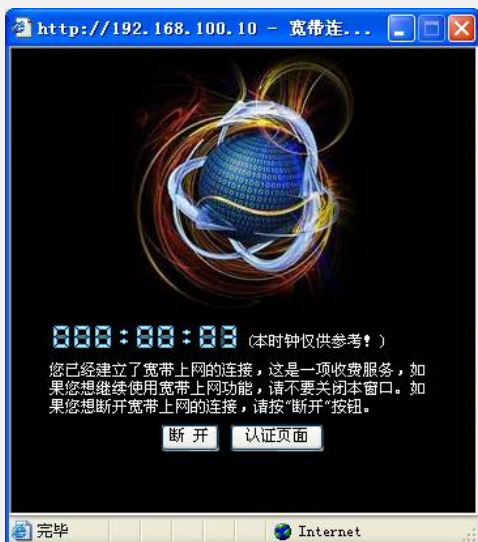 http://192.168.100.10 - 宽带连...
000:00:03 (本时钟仅供参考！)
您已经建立了宽带上网的连接，这是一项收费服务，如
果您想继续使用宽带上网功能，请不要关闭本窗口。如
果您想断开宽带上网的连接，请按“断开”按钮。
断 开 认证页面
完毕 Internet